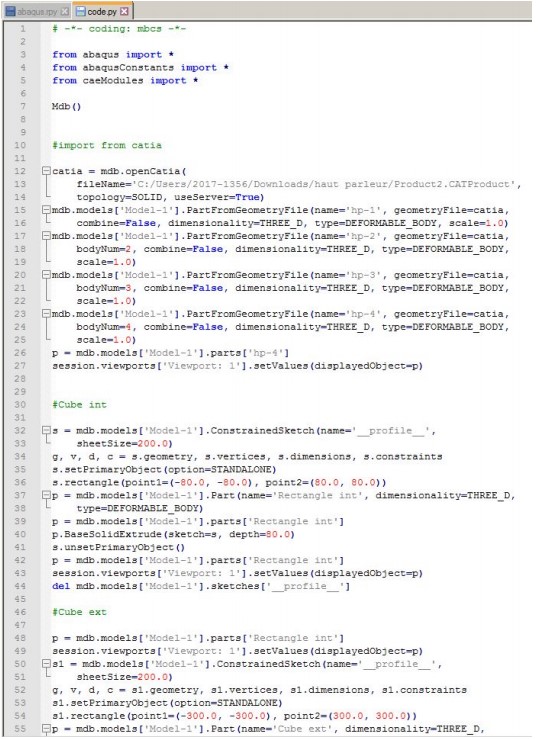 abaqus.rpy code.py
1 # -*- coding: mbcs -*-
2
3 from abaqus import *
4 from abaqusConstants import *
5 from caeModules import *
6
7 Mdb()
8
9
10 #import from catia
11
12 catia = mdb.openCatia(
13 fileName='C:/Users/2017-1356/Downloads/haut parleur/Product2.CATProduct',
14 topology=SOLID, useServer=True)
15 mdb.models['Model-1'].PartFromGeometryFile(name='hp-1', geometryFile=catia,
16 combine=False, dimensionality=THREE_D, type=DEFORMABLE_BODY, scale=1.0)
17 mdb.models['Model-1'].PartFromGeometryFile(name='hp-2', geometryFile=catia,
18 bodyNum=2, combine=False, dimensionality=THREE_D, type=DEFORMABLE_BODY,
19 scale=1.0)
20 mdb.models['Model-1'].PartFromGeometryFile(name='hp-3', geometryFile=catia,
21 bodyNum=3, combine=False, dimensionality=THREE_D, type=DEFORMABLE_BODY,
22 scale=1.0)
23 mdb.models['Model-1'].PartFromGeometryFile(name='hp-4', geometryFile=catia,
24 bodyNum=4, combine=False, dimensionality=THREE_D, type=DEFORMABLE_BODY,
25 scale=1.0)
26 p = mdb.models['Model-1'].parts['hp-4']
27 session.viewports['Viewport: 1'].setValues(displayedObject=p)
28
29
30 #Cube int
31
32 s = mdb.models['Model-1'].ConstrainedSketch(name='__profile__',
33 sheetSize=200.0)
34 g, v, d, c = s.geometry, s.vertices, s.dimensions, s.constraints
35 s.setPrimaryObject(option=STANDALONE)
36 s.rectangle(point1=(-80.0, -80.0), point2=(80.0, 80.0))
37 p = mdb.models['Model-1'].Part(name='Rectangle int', dimensionality=THREE_D,
38 type=DEFORMABLE_BODY)
39 p = mdb.models['Model-1'].parts['Rectangle int']
40 p.BaseSolidExtrude(sketch=s, depth=80.0)
41 s.unsetPrimaryObject()
42 p = mdb.models['Model-1'].parts['Rectangle int']
43 session.viewports['Viewport: 1'].setValues(displayedObject=p)
44 del mdb.models['Model-1'].sketches['__profile__']
45
46 #Cube ext
47
48 p = mdb.models['Model-1'].parts['Rectangle int']
49 session.viewports['Viewport: 1'].setValues(displayedObject=p)
50 s1 = mdb.models['Model-1'].ConstrainedSketch(name='__profile__',
51 sheetSize=200.0)
52 g, v, d, c = s1.geometry, s1.vertices, s1.dimensions, s1.constraints
53 s1.setPrimaryObject(option=STANDALONE)
54 s1.rectangle(point1=(-300.0, -300.0), point2=(300.0, 300.0))
55 p = mdb.models['Model-1'].Part(name='Cube ext', dimensionality=THREE_D,